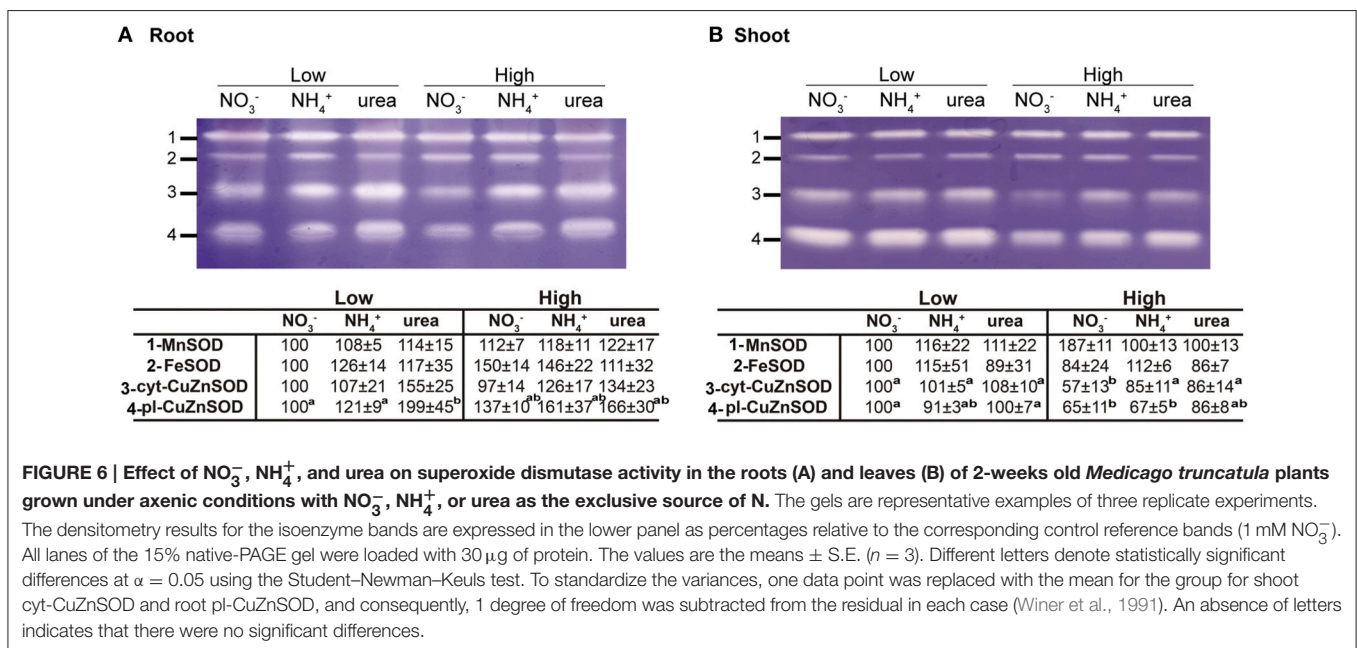 A Root
Low High
NO₃⁻ NH₄⁺ urea NO₃⁻ NH₄⁺ urea
1
2
3
4
Low High
NO₃⁻ NH₄⁺ urea NO₃⁻ NH₄⁺ urea
1-MnSOD 100 108±5 114±15 112±7 118±11 122±17
2-FeSOD 100 126±14 117±35 150±14 146±22 111±32
3-cyt-CuZnSOD 100 107±21 155±25 97±14 126±17 134±23
4-pl-CuZnSOD 100ᵃ 121±9ᵃ 199±45ᵇ 137±10ᵃᵇ 161±37ᵃᵇ 166±30ᵃᵇ
B Shoot
Low High
NO₃⁻ NH₄⁺ urea NO₃⁻ NH₄⁺ urea
1
2
3
4
Low High
NO₃⁻ NH₄⁺ urea NO₃⁻ NH₄⁺ urea
1-MnSOD 100 116±22 111±22 187±11 100±13 100±13
2-FeSOD 100 115±51 89±31 84±24 112±6 86±7
3-cyt-CuZnSOD 100ᵃ 101±5ᵃ 108±10ᵃ 57±13ᵇ 85±11ᵃ 86±14ᵃ
4-pl-CuZnSOD 100ᵃ 91±3ᵃᵇ 100±7ᵃ 65±11ᵇ 67±5ᵇ 86±8ᵃᵇ
FIGURE 6 | Effect of NO₃⁻, NH₄⁺, and urea on superoxide dismutase activity in the roots (A) and leaves (B) of 2-weeks old Medicago truncatula plants
grown under axenic conditions with NO₃⁻, NH₄⁺, or urea as the exclusive source of N. The gels are representative examples of three replicate experiments.
The densitometry results for the isoenzyme bands are expressed in the lower panel as percentages relative to the corresponding control reference bands (1 mM NO₃⁻).
All lanes of the 15% native-PAGE gel were loaded with 30 μg of protein. The values are the means ± S.E. (n = 3). Different letters denote statistically significant
differences at α = 0.05 using the Student–Newman–Keuls test. To standardize the variances, one data point was replaced with the mean for the group for shoot
cyt-CuZnSOD and root pl-CuZnSOD, and consequently, 1 degree of freedom was subtracted from the residual in each case (Winer et al., 1991). An absence of letters
indicates that there were no significant differences.